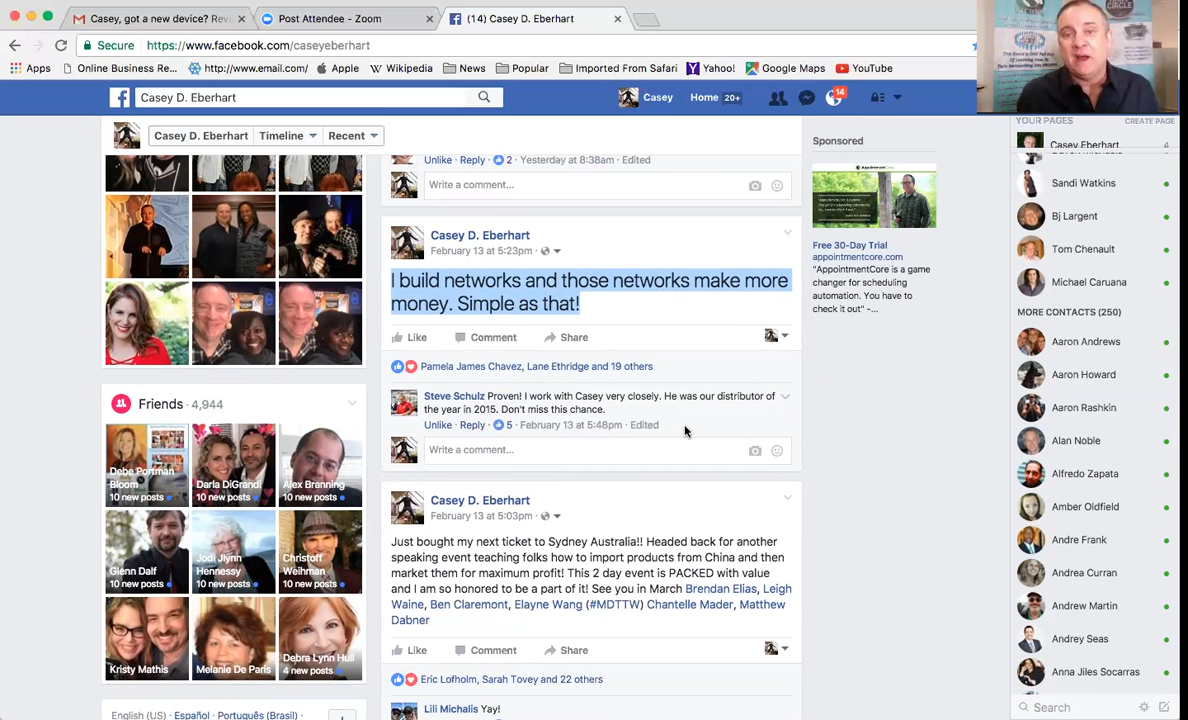 Casey, got a new device? Rev
Post Attendee - Zoom
(14) Casey D. Eberhart
Secure
https://www.facebook.com/caseyeberhart
Apps
Online Business Re...
http://www.email.com/
Apple
Wikipedia
News
Popular
Imported From Safari
Yahoo!
Google Maps
YouTube
Casey D. Eberhart
Casey
Home 20+
14
Casey D. Eberhart
Timeline
Recent
Friends · 4,944
Debe Portman
Bloom
10 new posts
Darla DiGrandi
10 new posts
Alex Branning
10 new posts
Glenn Dalf
10 new posts
Jodi Jlynn
Hennessy
10 new posts
Christoff
Weihman
10 new posts
Kristy Mathis
Melanie De Paris
Debra Lynn Hull
4 new posts
English (US) · Español · Português (Brasil) ·
Unlike · Reply · 2 · Yesterday at 8:38am · Edited
Write a comment...
Casey D. Eberhart
February 13 at 5:23pm ·
I build networks and those networks make more
money. Simple as that!
Like
Comment
Share
Pamela James Chavez, Lane Ethridge and 19 others
Steve Schulz Proven! I work with Casey very closely. He was our distributor of
the year in 2015. Don't miss this chance.
Unlike · Reply · 5 · February 13 at 5:48pm · Edited
Write a comment...
Casey D. Eberhart
February 13 at 5:03pm ·
Just bought my next ticket to Sydney Australia!! Headed back for another
speaking event teaching folks how to import products from China and then
market them for maximum profit! This 2 day event is PACKED with value
and I am so honored to be a part of it! See you in March Brendan Elias, Leigh
Waine, Ben Claremont, Elayne Wang (#MDTTW) Chantelle Mader, Matthew
Dabner
Like
Comment
Share
Eric Lofholm, Sarah Tovey and 22 others
Lili Michalis Yay!
Sponsored
Free 30-Day Trial
appointmentcore.com
"AppointmentCore is a game
changer for scheduling
automation. You have to
check it out" -...
YOUR PAGES
CREATE PAGE
Casey Eberhart
4
Sandi Watkins
Bj Largent
Tom Chenault
Michael Caruana
MORE CONTACTS (250)
Aaron Andrews
Aaron Howard
Aaron Rashkin
Alan Noble
Alfredo Zapata
Amber Oldfield
Andre Frank
Andrea Curran
Andrew Martin
Andrey Seas
Anna Jiles Socarras
Search